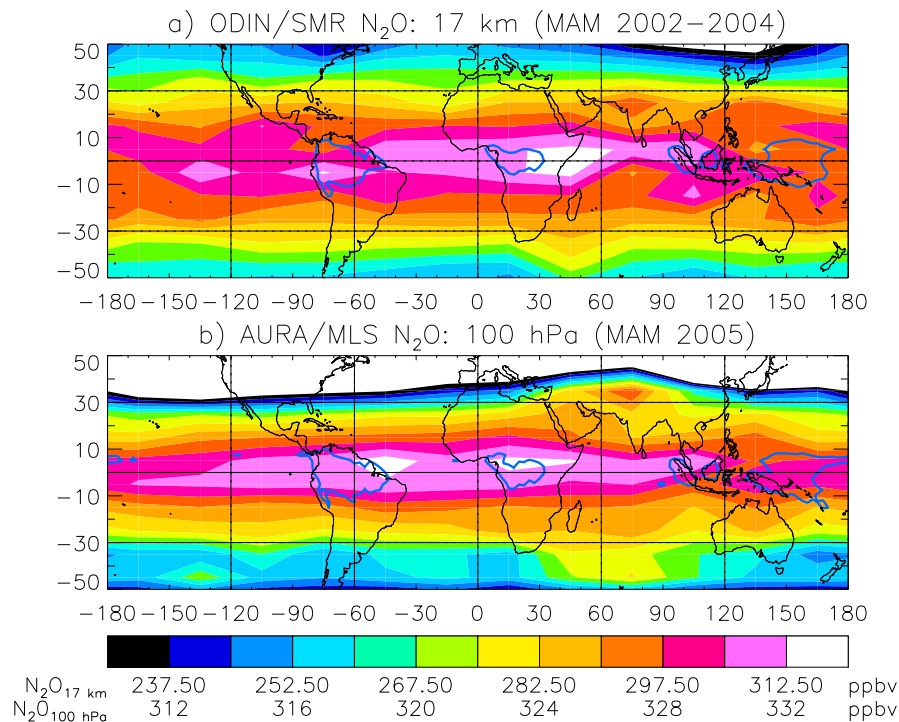 a) ODIN/SMR N₂O: 17 km (MAM 2002−2004)
50
30
10
−10
−30
−50
−180 −150 −120 −90 −60 −30 0 30 60 90 120 150 180
b) AURA/MLS N₂O: 100 hPa (MAM 2005)
50
30
10
−10
−30
−50
−180 −150 −120 −90 −60 −30 0 30 60 90 120 150 180
N₂O₁₇ ₖₘ 237.50 252.50 267.50 282.50 297.50 312.50 ppbv
N₂O₁₀₀ ₕPₐ 312 316 320 324 328 332 ppbv